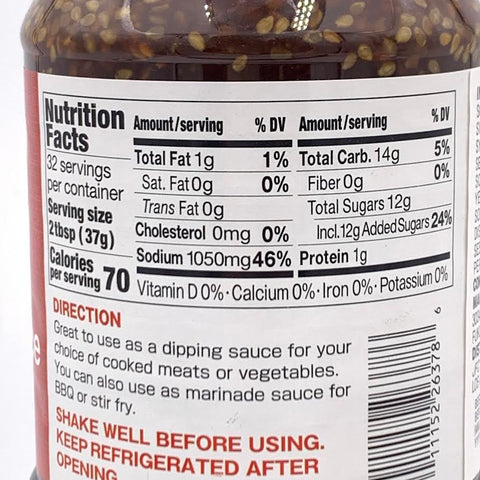 Nutrition Facts
32 servings per container
Serving size 2 tbsp (37g)
Calories per serving 70
Amount/serving % DV
Total Fat 1g 1%
Sat. Fat 0g 0%
Trans Fat 0g
Cholesterol 0mg 0%
Sodium 1050mg 46%
Amount/serving % DV
Total Carb. 14g 5%
Fiber 0g 0%
Total Sugars 12g
Incl. 12g Added Sugars 24%
Protein 1g
Vitamin D 0% · Calcium 0% · Iron 0% · Potassium 0%
DIRECTION
Great to use as a dipping sauce for your
choice of cooked meats or vegetables.
You can also use as marinade sauce for
BBQ or stir fry.
SHAKE WELL BEFORE USING.
KEEP REFRIGERATED AFTER
OPENING.
11152 26378 6
e